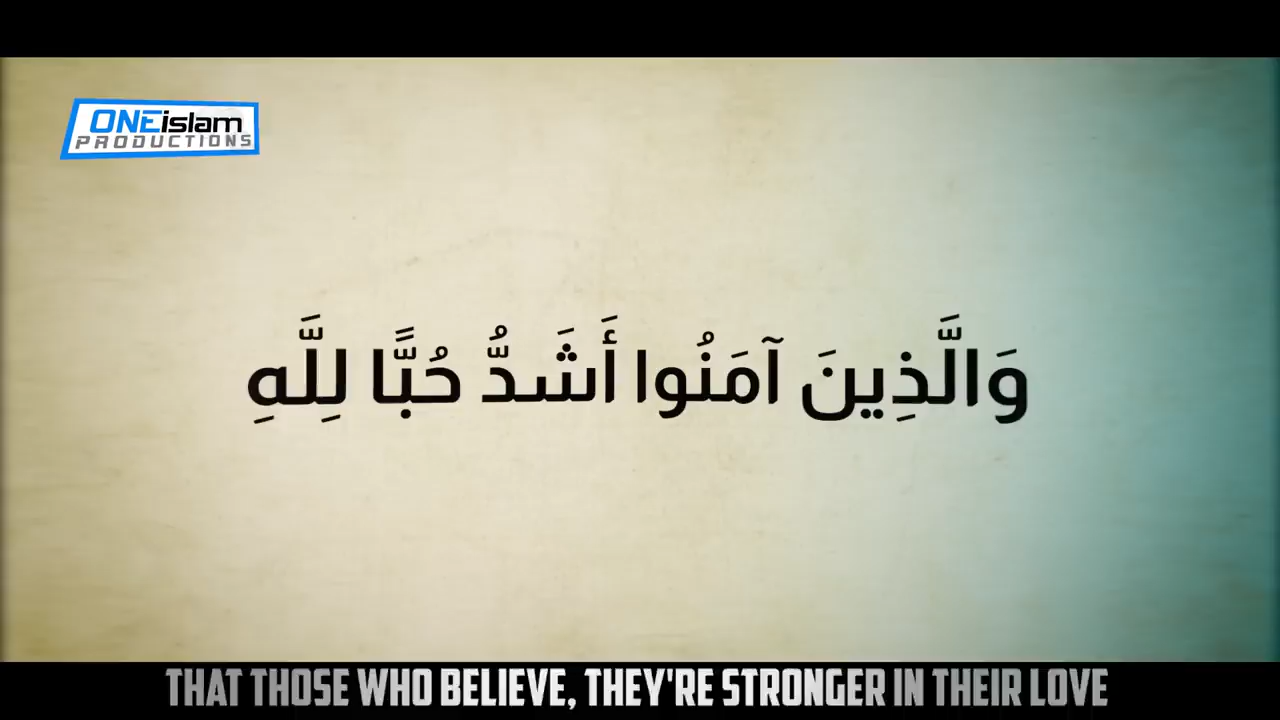 ONEislam
PRODUCTIONS
وَالَّذِينَ آمَنُوا أَشَدُّ حُبًّا لِلَّهِ
THAT THOSE WHO BELIEVE, THEY'RE STRONGER IN THEIR LOVE